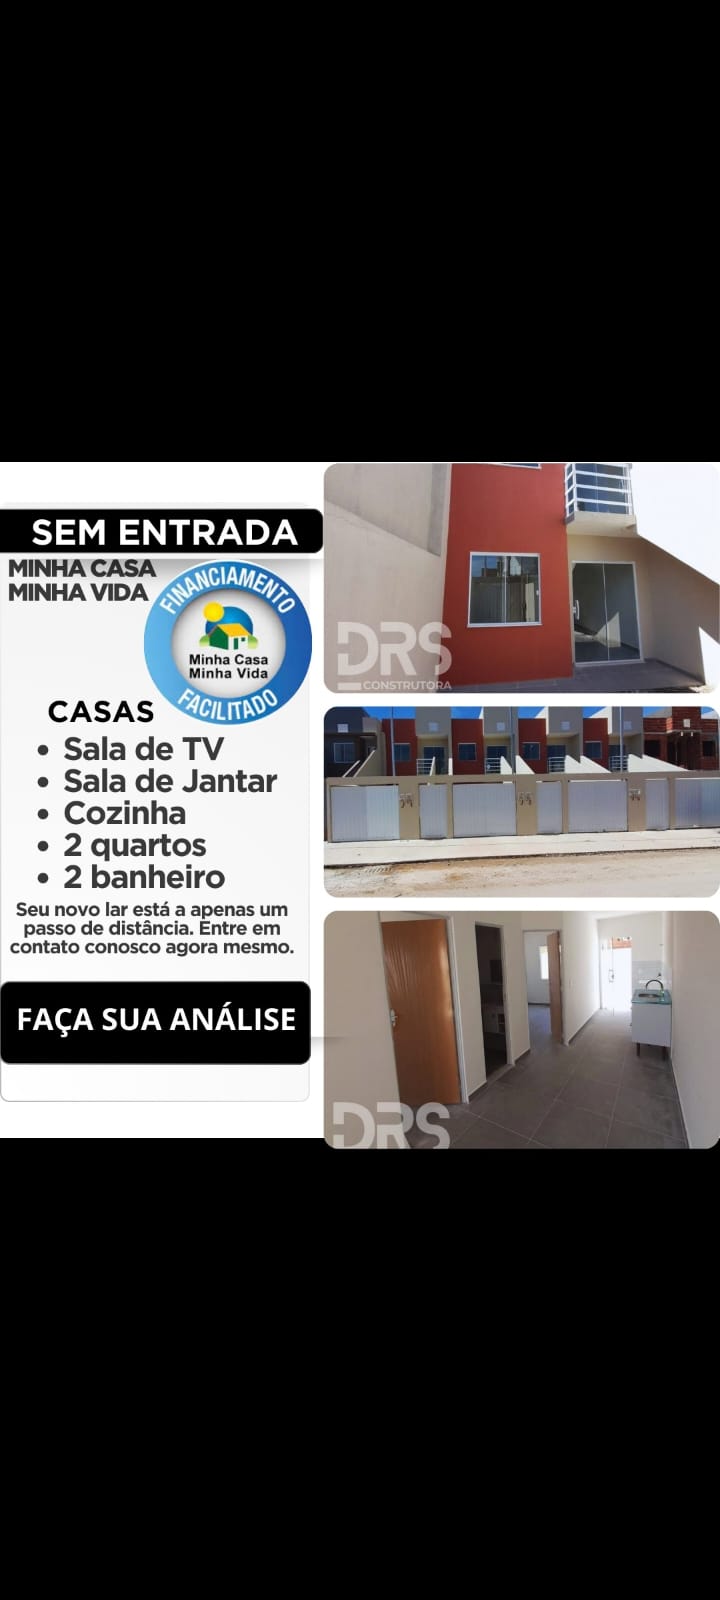 SEM ENTRADA
MINHA CASA
MINHA VIDA
FINANCIAMENTO
Minha Casa
Minha Vida
FACILITADO
CASAS
• Sala de TV
• Sala de Jantar
• Cozinha
• 2 quartos
• 2 banheiro
Seu novo lar está a apenas um
passo de distância. Entre em
contato conosco agora mesmo.
FAÇA SUA ANÁLISE
DRS
CONSTRUTORA
DRS